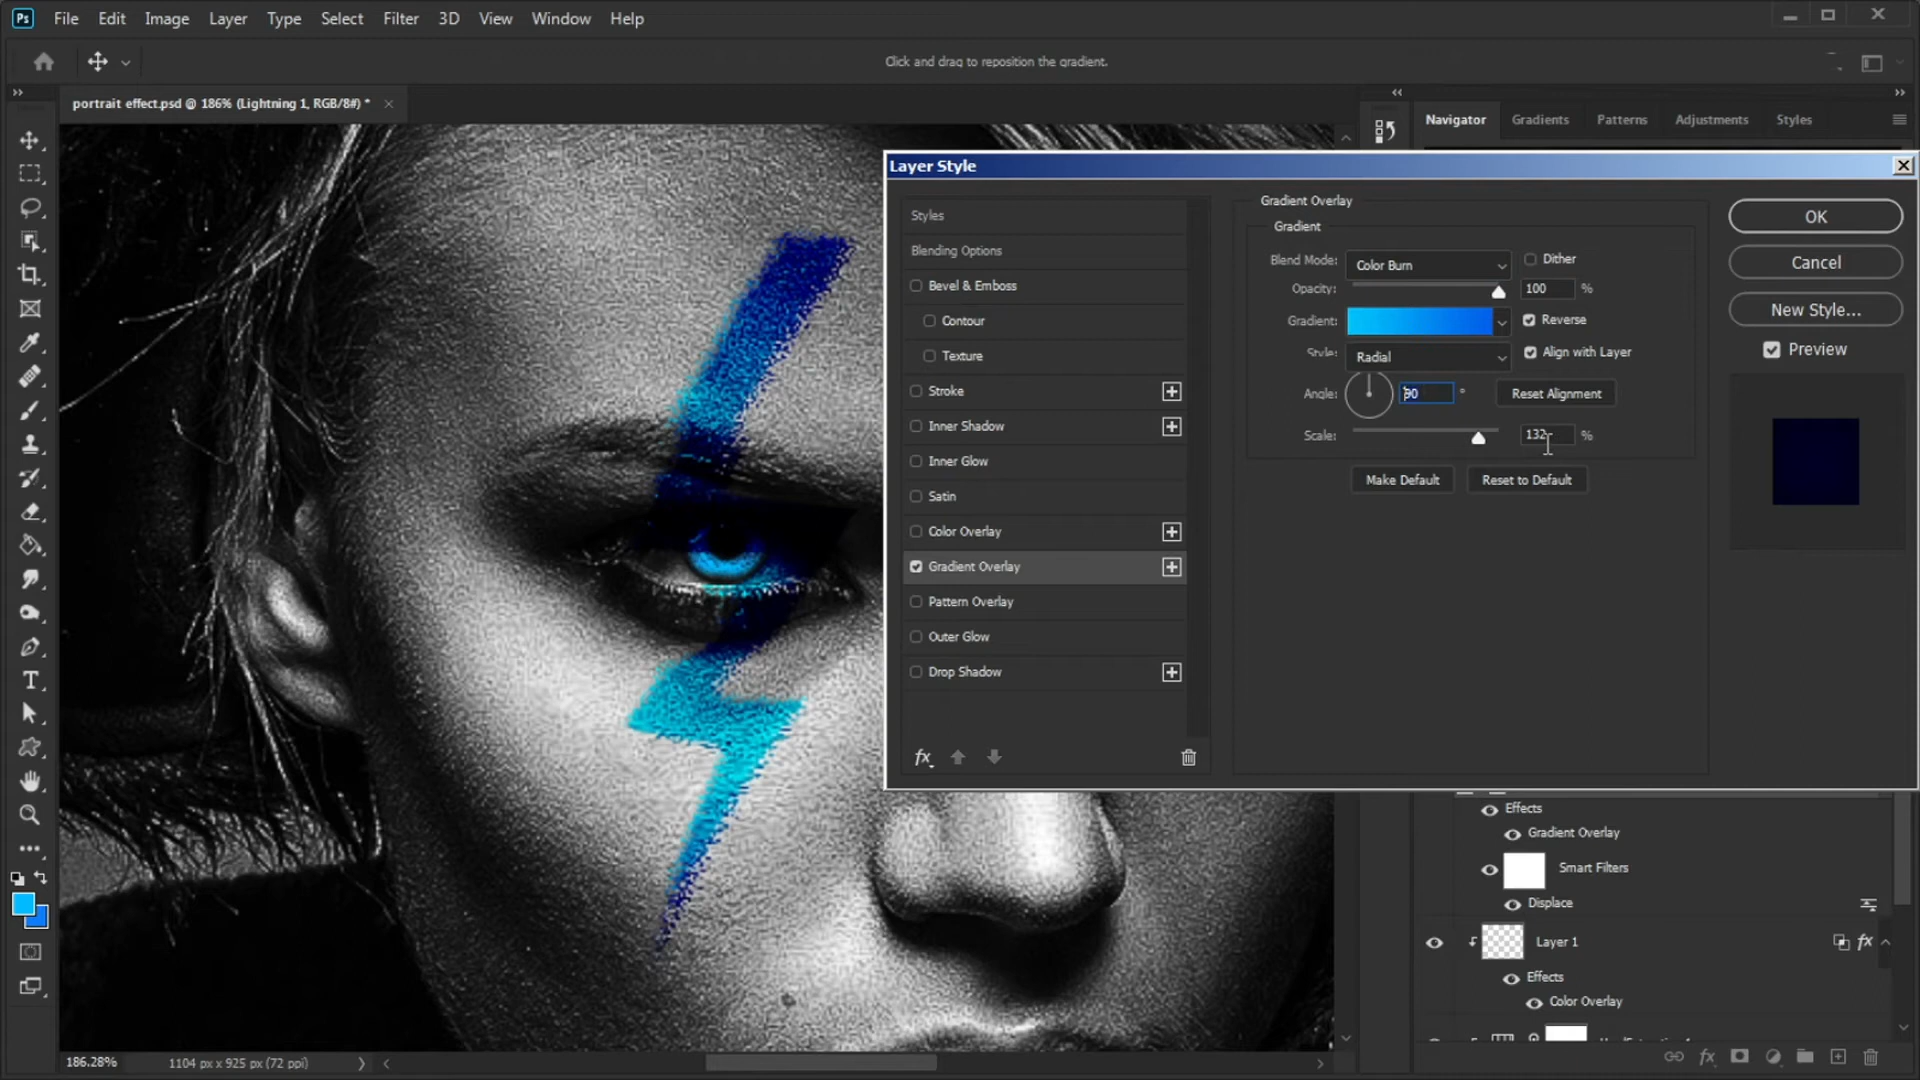 Ps File Edit Image Layer Type Select Filter 3D View Window Help
Click and drag to reposition the gradient.
portrait effect.psd @ 186% (Lightning 1, RGB/8#) *
Navigator Gradients Patterns Adjustments Styles
Layer Style
Styles
Blending Options
Bevel & Emboss
Contour
Texture
Stroke
Inner Shadow
Inner Glow
Satin
Color Overlay
Gradient Overlay
Pattern Overlay
Outer Glow
Drop Shadow
fx
Gradient Overlay
Gradient
Blend Mode: Color Burn Dither
Opacity: 100 %
Gradient: Reverse
Style: Radial Align with Layer
Angle: 90 ° Reset Alignment
Scale: 132 %
Make Default Reset to Default
OK
Cancel
New Style...
Preview
Effects
Gradient Overlay
Smart Filters
Displace
Layer 1 fx
Effects
Color Overlay
186.28% 1104 px x 925 px (72 ppi)
fx